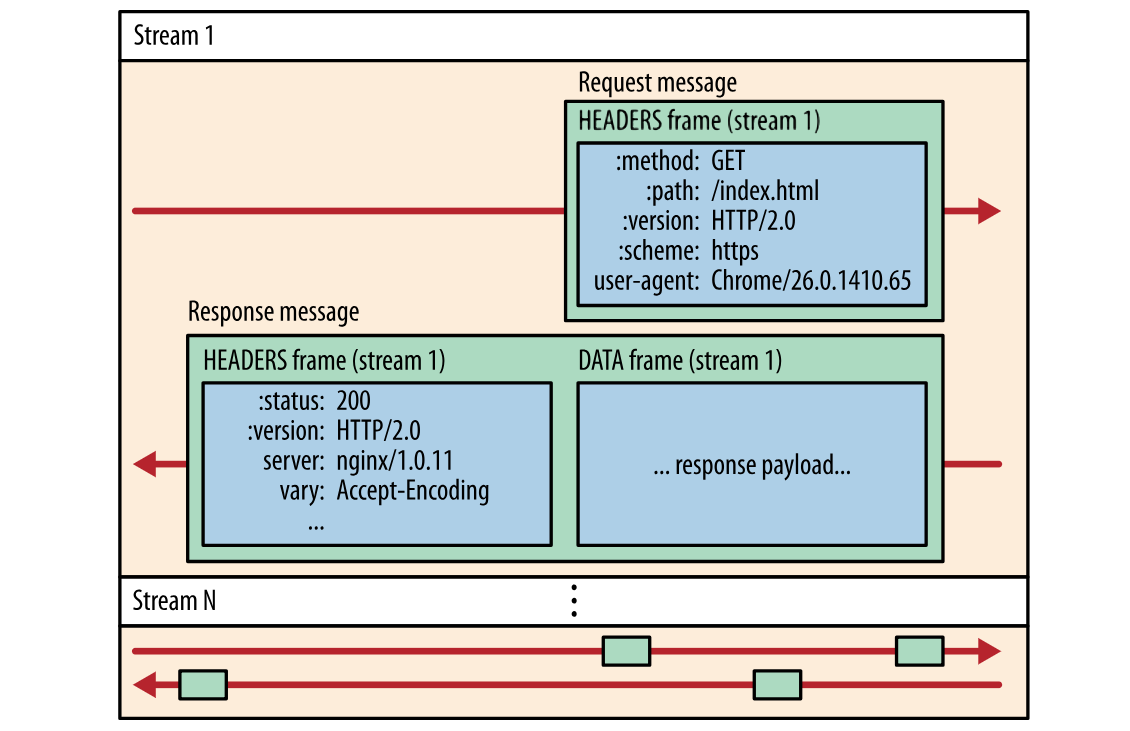 Stream 1
Request message
HEADERS frame (stream 1)
:method: GET
:path: /index.html
:version: HTTP/2.0
:scheme: https
user-agent: Chrome/26.0.1410.65
Response message
HEADERS frame (stream 1)
:status: 200
:version: HTTP/2.0
server: nginx/1.0.11
vary: Accept-Encoding
...
DATA frame (stream 1)
... response payload...
Stream N